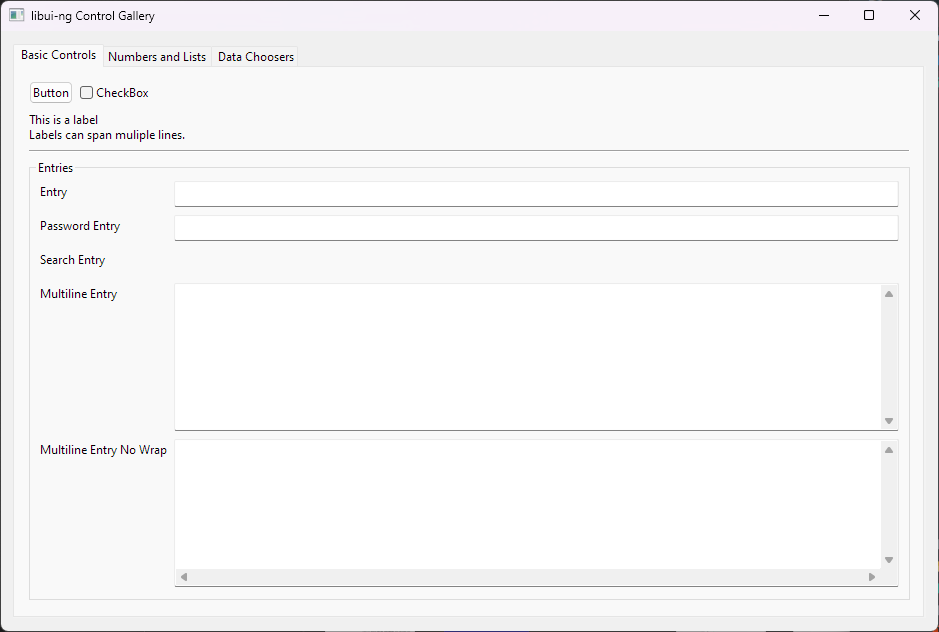 libui-ng Control Gallery
Basic Controls Numbers and Lists Data Choosers
Button CheckBox
This is a label
Labels can span muliple lines.
Entries
Entry
Password Entry
Search Entry
Multiline Entry
Multiline Entry No Wrap